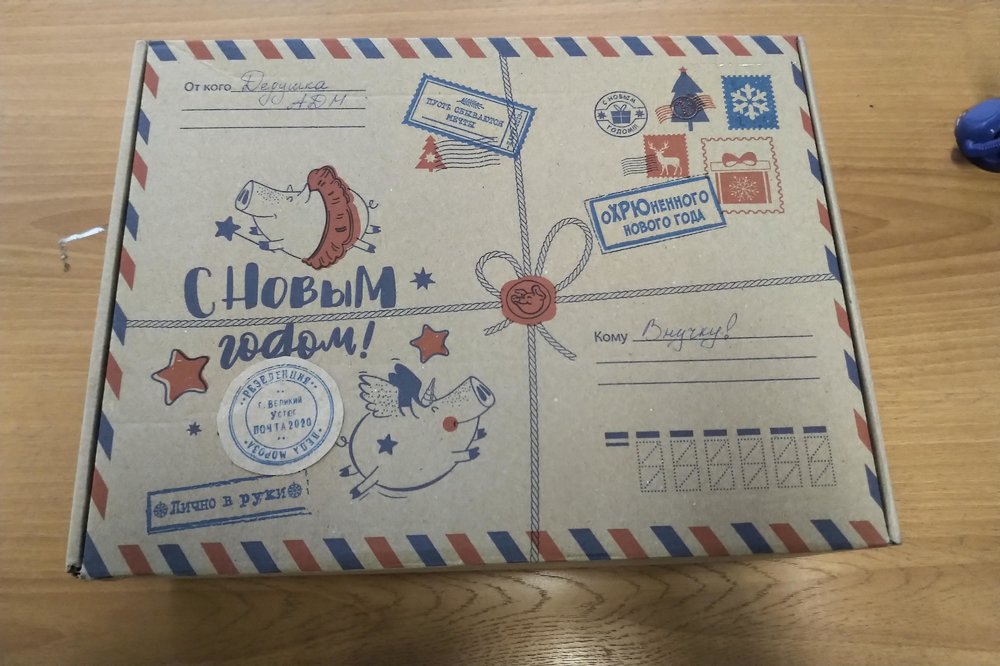 От кого Дедушка
АДМ
ПУСТЬ СБЫВАЮТСЯ
МЕЧТЫ
С НОВЫМ
ГОДОМ!!!
оХРЮненного
нового года
С НОВЫМ
годом!
Кому Внучку!
РЕЗИДЕНЦИЯ
г. Великий
Устюг
ПОЧТА 2020
ДЕДА МОРОЗА
Лично в руки